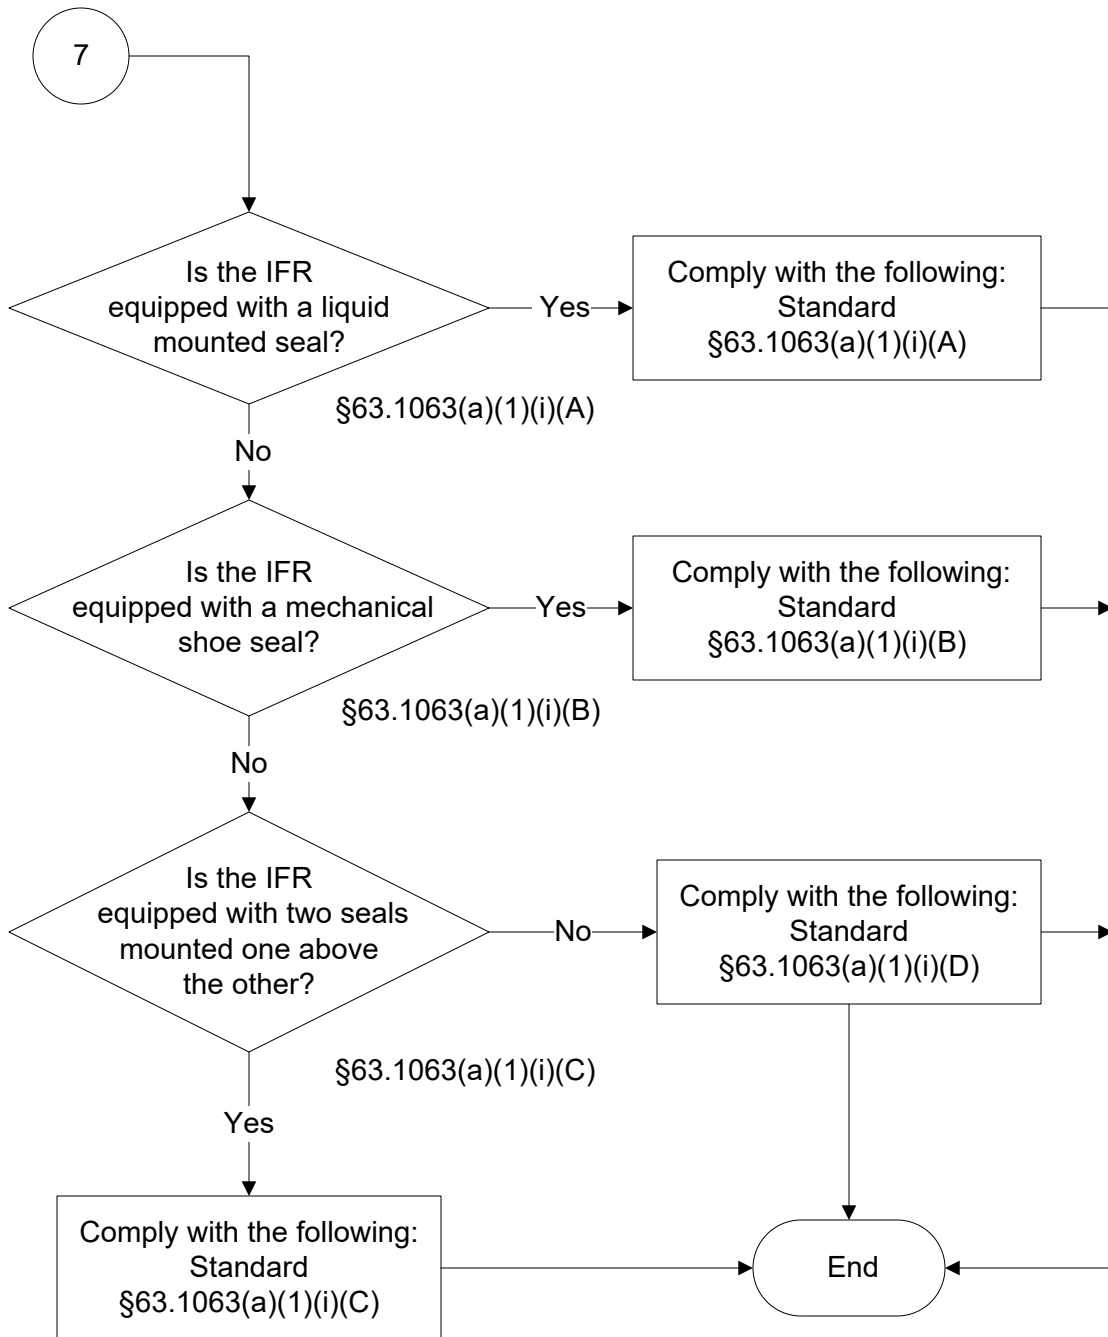 7
Is the IFR
equipped with a liquid
mounted seal?
Yes
Comply with the following:
Standard
§63.1063(a)(1)(i)(A)
§63.1063(a)(1)(i)(A)
No
Is the IFR
equipped with a mechanical
shoe seal?
Yes
Comply with the following:
Standard
§63.1063(a)(1)(i)(B)
§63.1063(a)(1)(i)(B)
No
Is the IFR
equipped with two seals
mounted one above
the other?
No
Comply with the following:
Standard
§63.1063(a)(1)(i)(D)
§63.1063(a)(1)(i)(C)
Yes
Comply with the following:
Standard
§63.1063(a)(1)(i)(C)
End